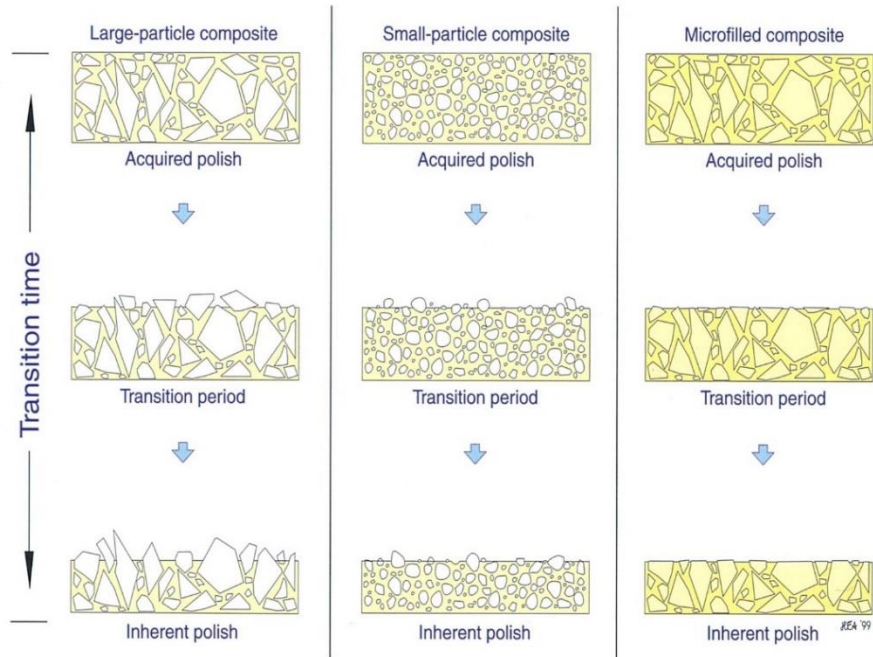 Large-particle composite
Small-particle composite
Microfilled composite
Acquired polish
Acquired polish
Acquired polish
Transition time
Transition period
Transition period
Transition period
Inherent polish
Inherent polish
Inherent polish